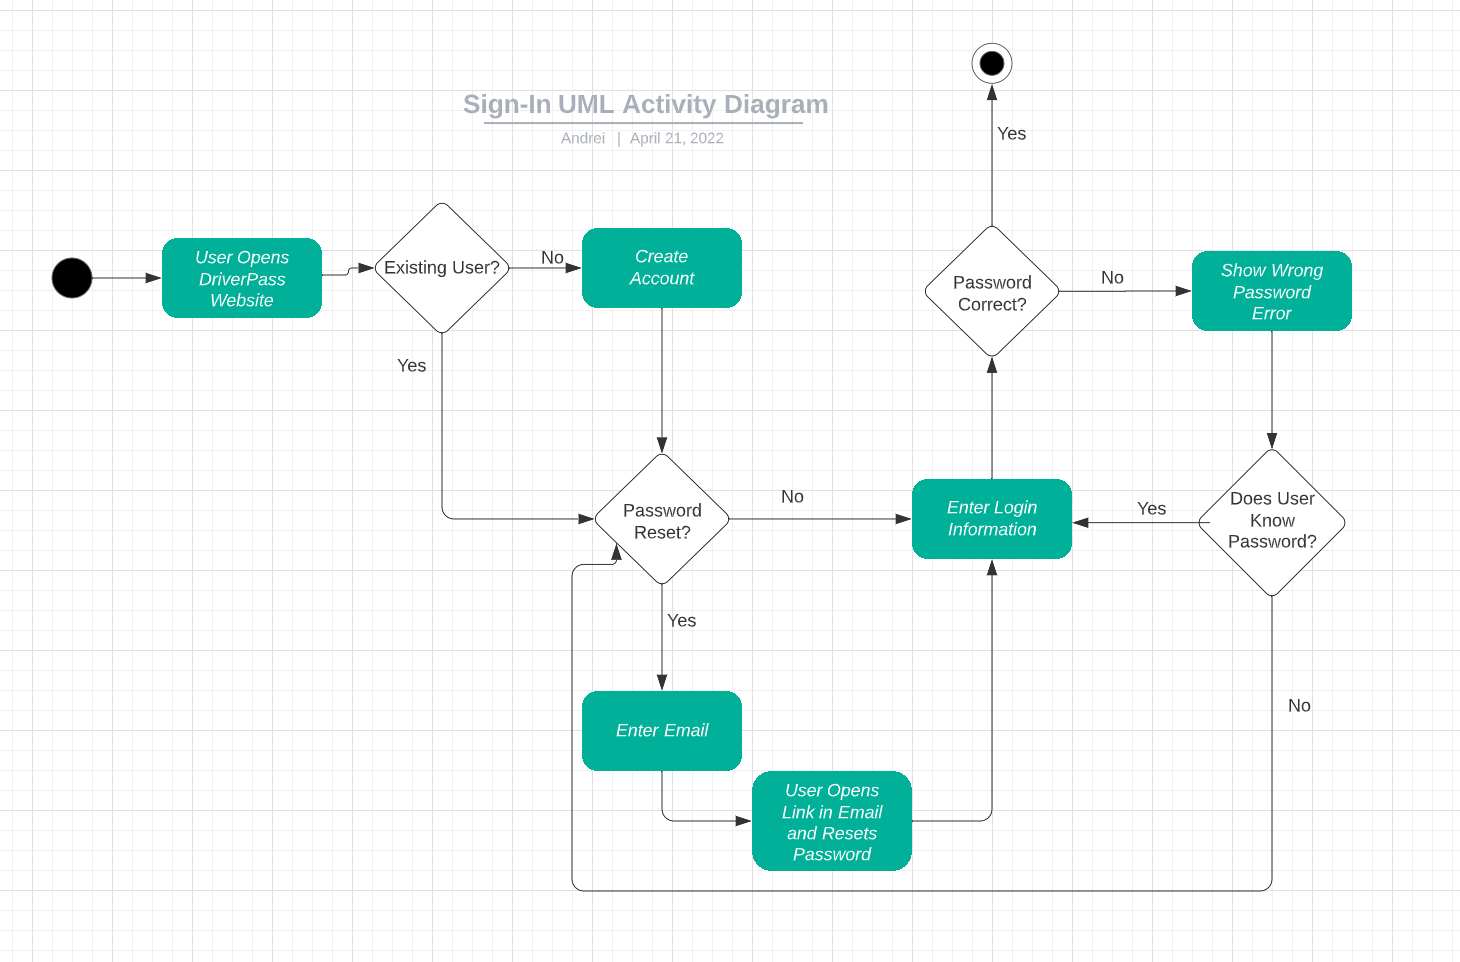 Sign-In UML Activity Diagram
Andrei | April 21, 2022
User Opens
DriverPass
Website
Existing User?
No
Create
Account
Yes
Password
Reset?
No
Yes
Enter Email
User Opens
Link in Email
and Resets
Password
Enter Login
Information
Password
Correct?
Yes
No
Show Wrong
Password
Error
Does User
Know
Password?
Yes
No